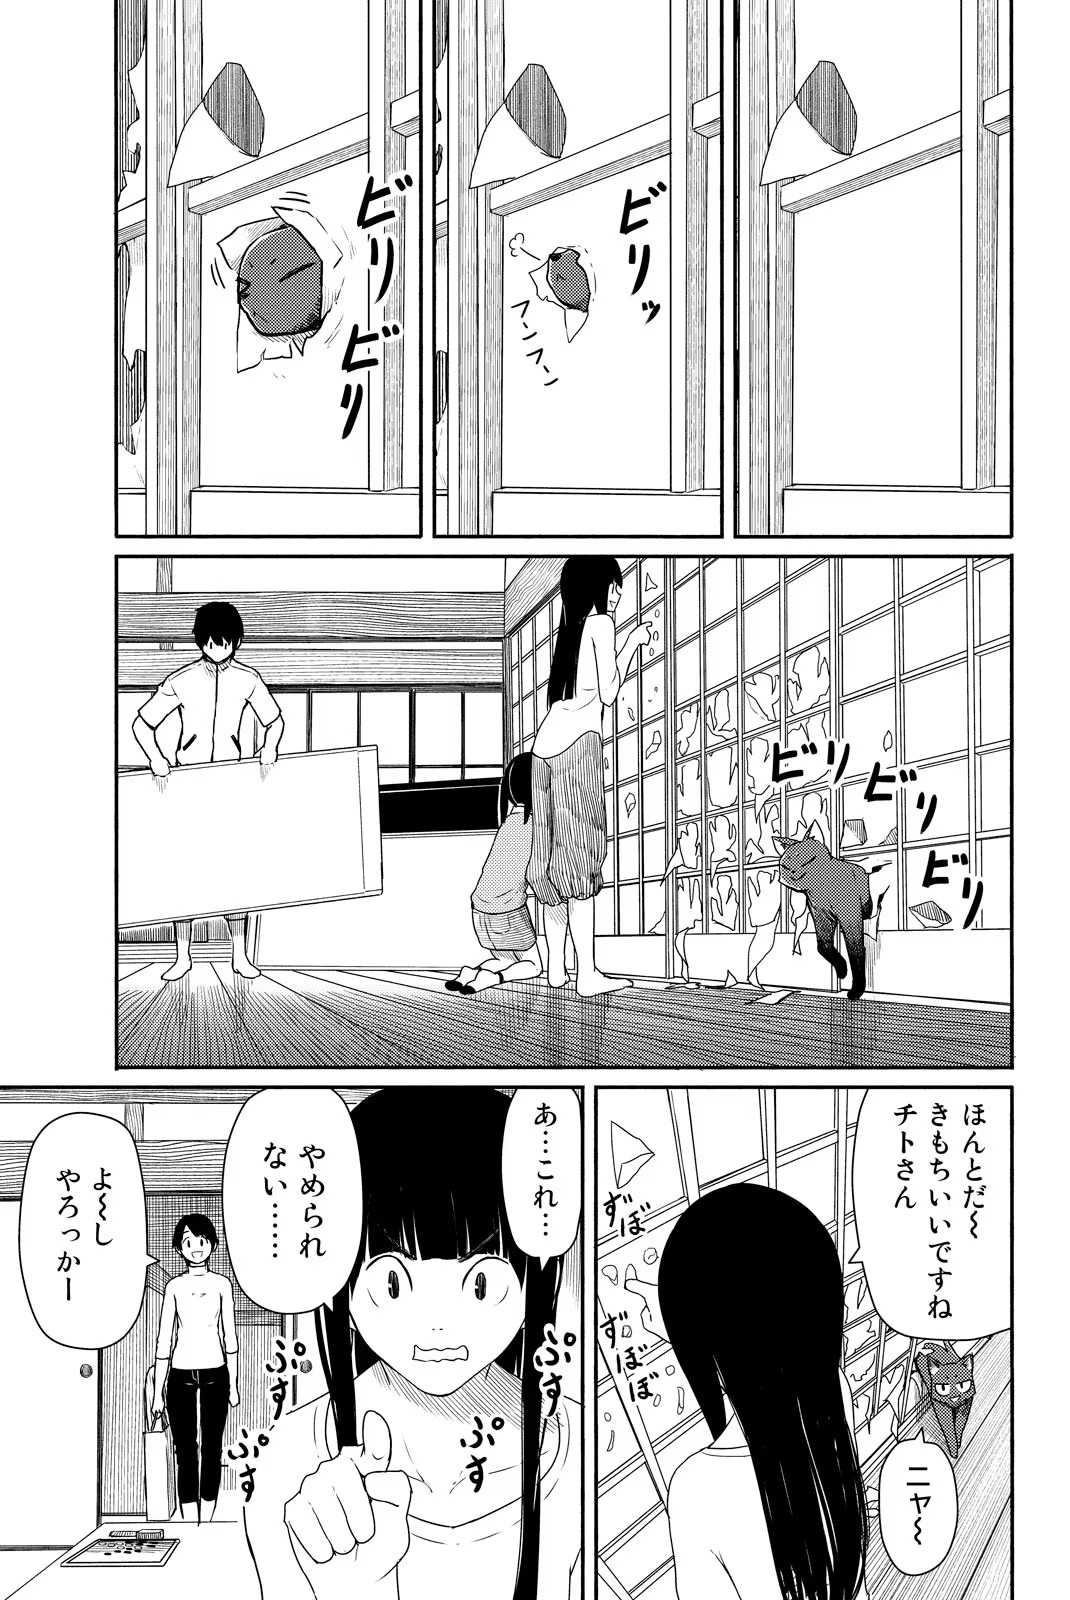 ビリッ
フンフン
ビリ
ビリ
ビリ
ビリ
ビリ
ほんとだ〜
きもちいいですね
チトさん
ずぼ
ずぼ
ずぼぼ
ニャ〜
あ…これ…
やめられ
ない……
ぷす
ぷす
ぷす
よ〜し
やろっかー